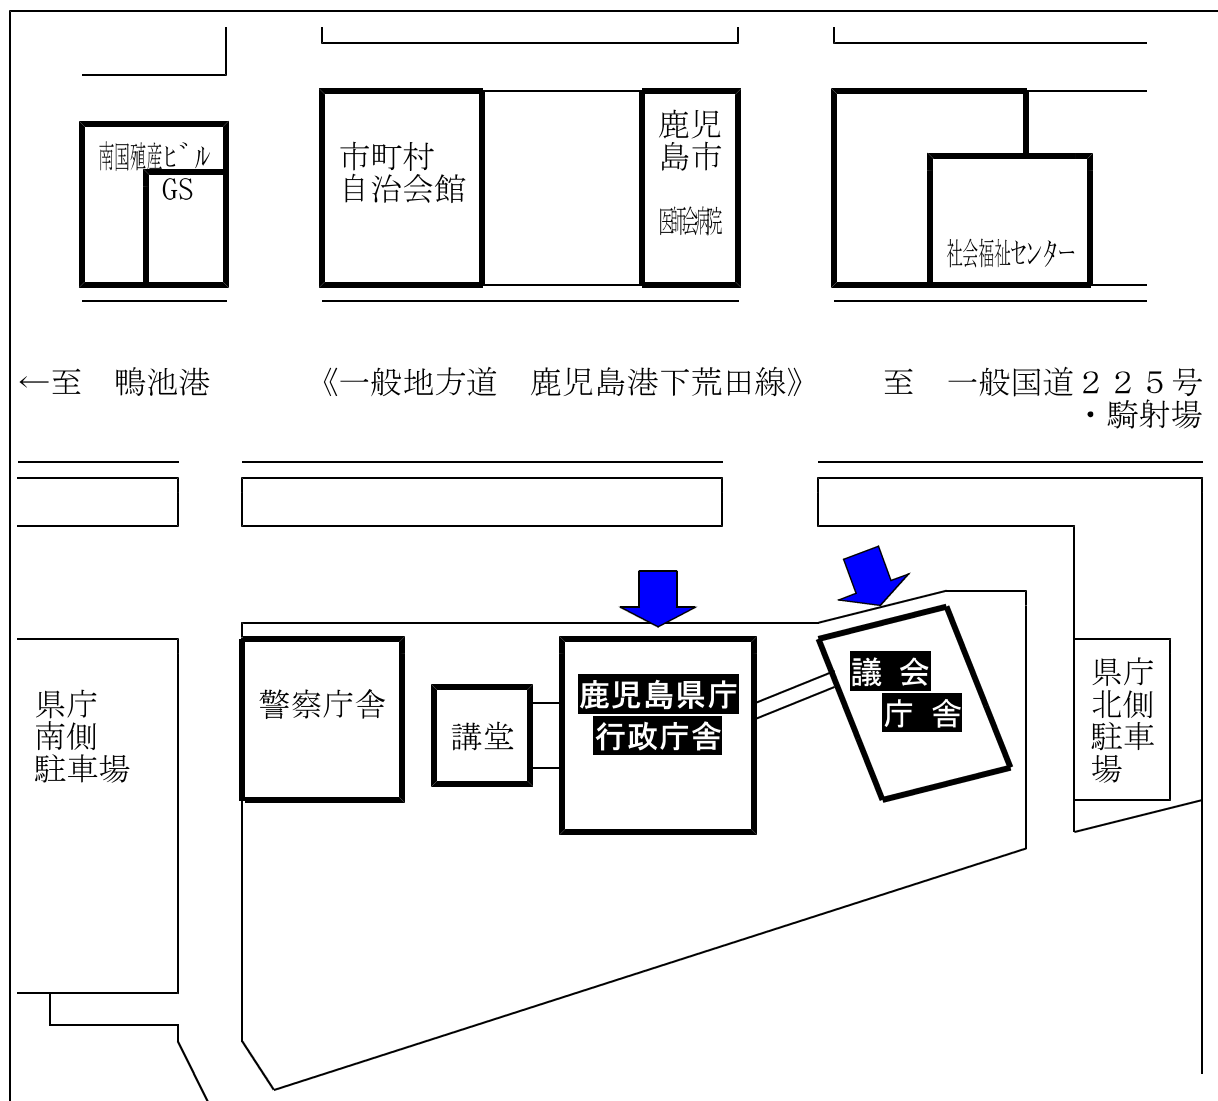 南国殖産ビル
GS
市町村
自治会館
鹿児
島市
医師会病院
社会福祉センター
←至　鴨池港
《一般地方道　鹿児島港下荒田線》
至　一般国道２２５号
・騎射場
県庁
南側
駐車場
警察庁舎
講堂
鹿児島県庁
行政庁舎
議 会
庁 舎
県庁
北側
駐車
場